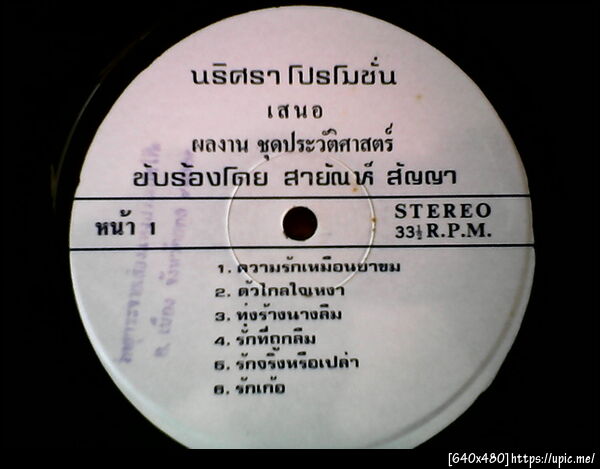 นริศรา โปรโมชั่น
เสนอ
ผลงาน ชุดประวัติศาสตร์
ขับร้องโดย สายัณห์ สัญญา
หน้า 1
STEREO
33⅓ R.P.M.
1. ความรักเหมือนยาขม
2. ตัวไกลใจเหงา
3. ทุ่งร้างนางลืม
4. รักที่ถูกลืม
5. รักจริงหรือเปล่า
6. รักเก้อ
[640x480]https://upic.me/